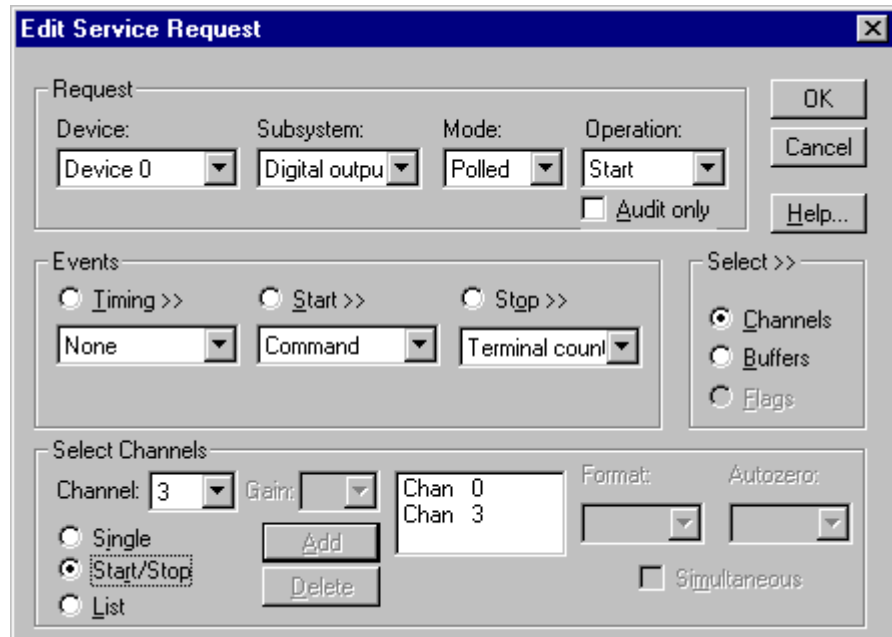 Edit Service Request
Request
Device: Subsystem: Mode: Operation:
Device 0 Digital outpu Polled Start
Audit only
OK
Cancel
Help...
Events
Timing >> Start >> Stop >>
None Command Terminal count
Select >>
Channels
Buffers
Flags
Select Channels
Channel: 3 Gain:
Single
Start/Stop
List
Add
Delete
Chan 0
Chan 3
Format: Autozero:
Simultaneous